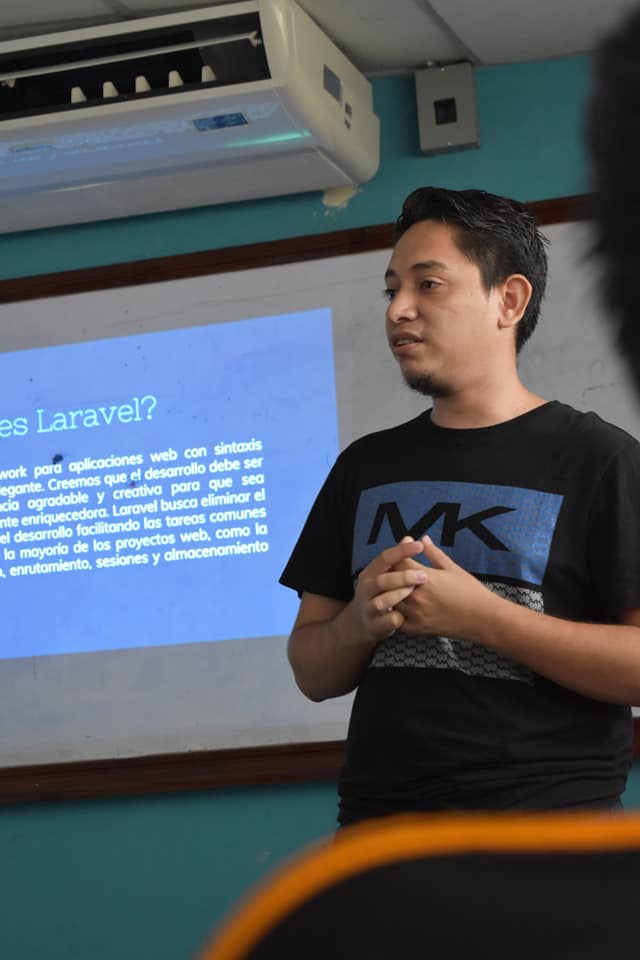 es Laravel?
work para aplicaciones web con sintaxis
legante. Creemos que el desarrollo debe ser
ncia agradable y creativa para que sea
nte enriquecedora. Laravel busca eliminar el
el desarrollo facilitando las tareas comunes
la mayoría de los proyectos web, como la
n, enrutamiento, sesiones y almacenamiento
MK